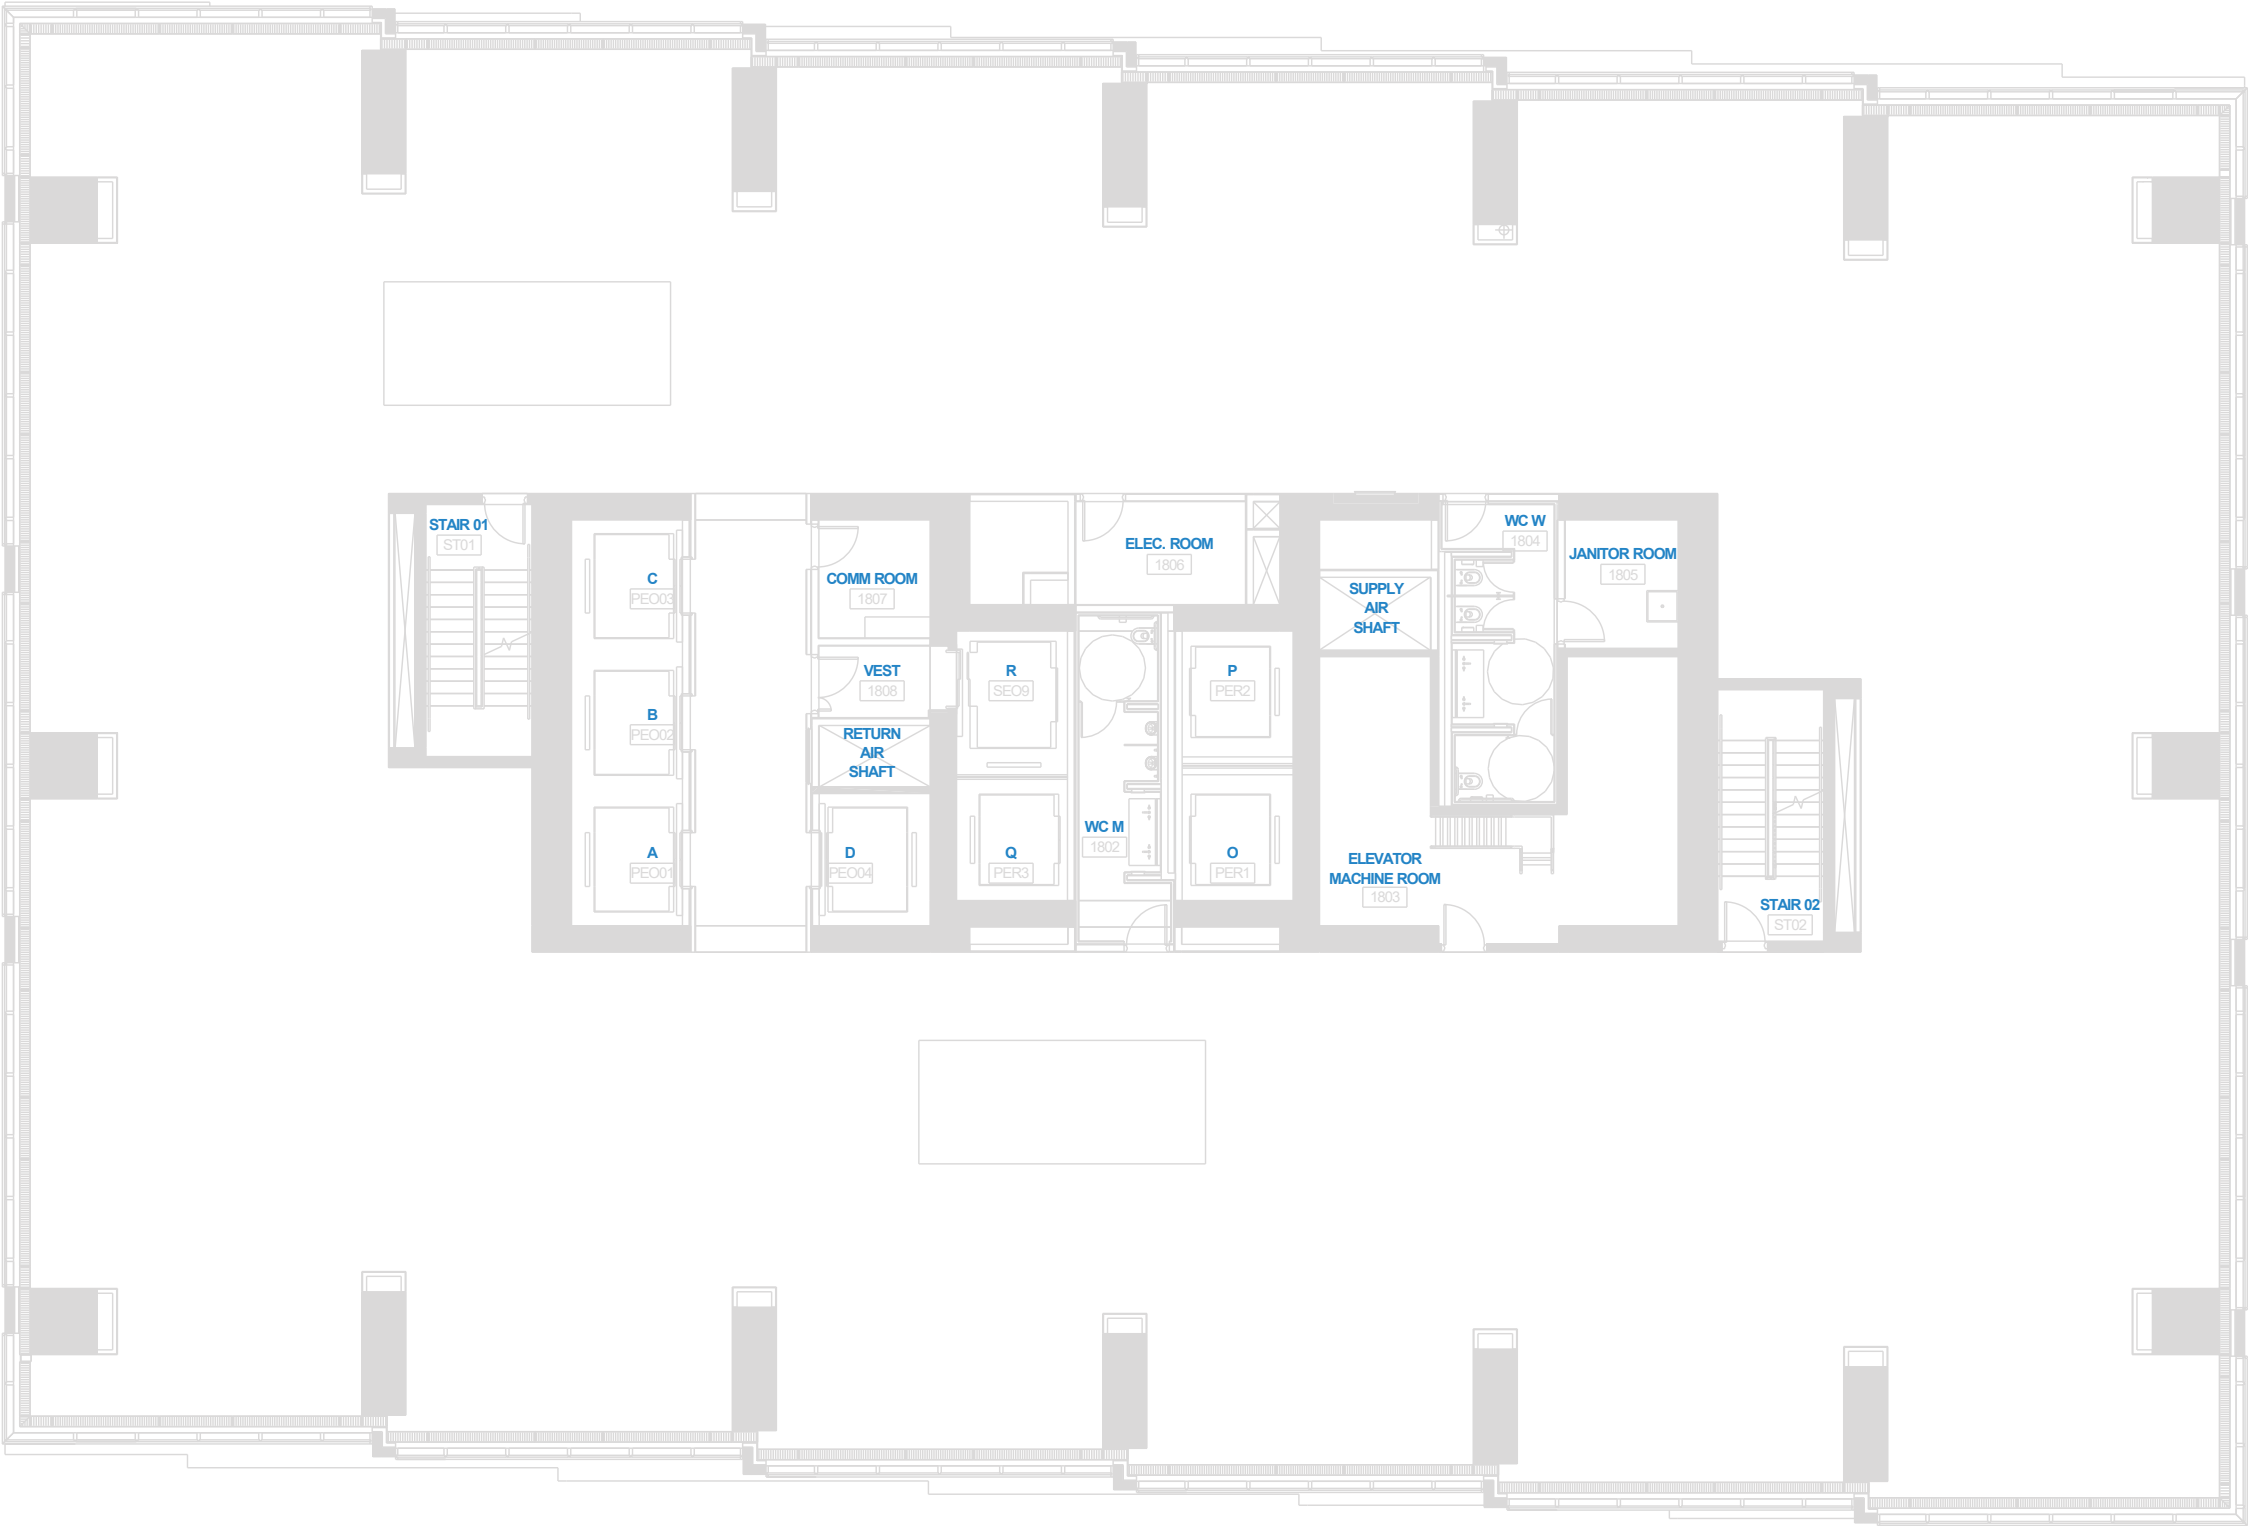 STAIR 01
ST01
C
PEO03
B
PEO02
A
PEO01
COMM ROOM
1807
VEST
1808
RETURN
AIR
SHAFT
D
PEO04
R
SEO9
Q
PER3
ELEC. ROOM
1806
WC M
1802
P
PER2
O
PER1
SUPPLY
AIR
SHAFT
WC W
1804
JANITOR ROOM
1805
ELEVATOR
MACHINE ROOM
1803
STAIR 02
ST02